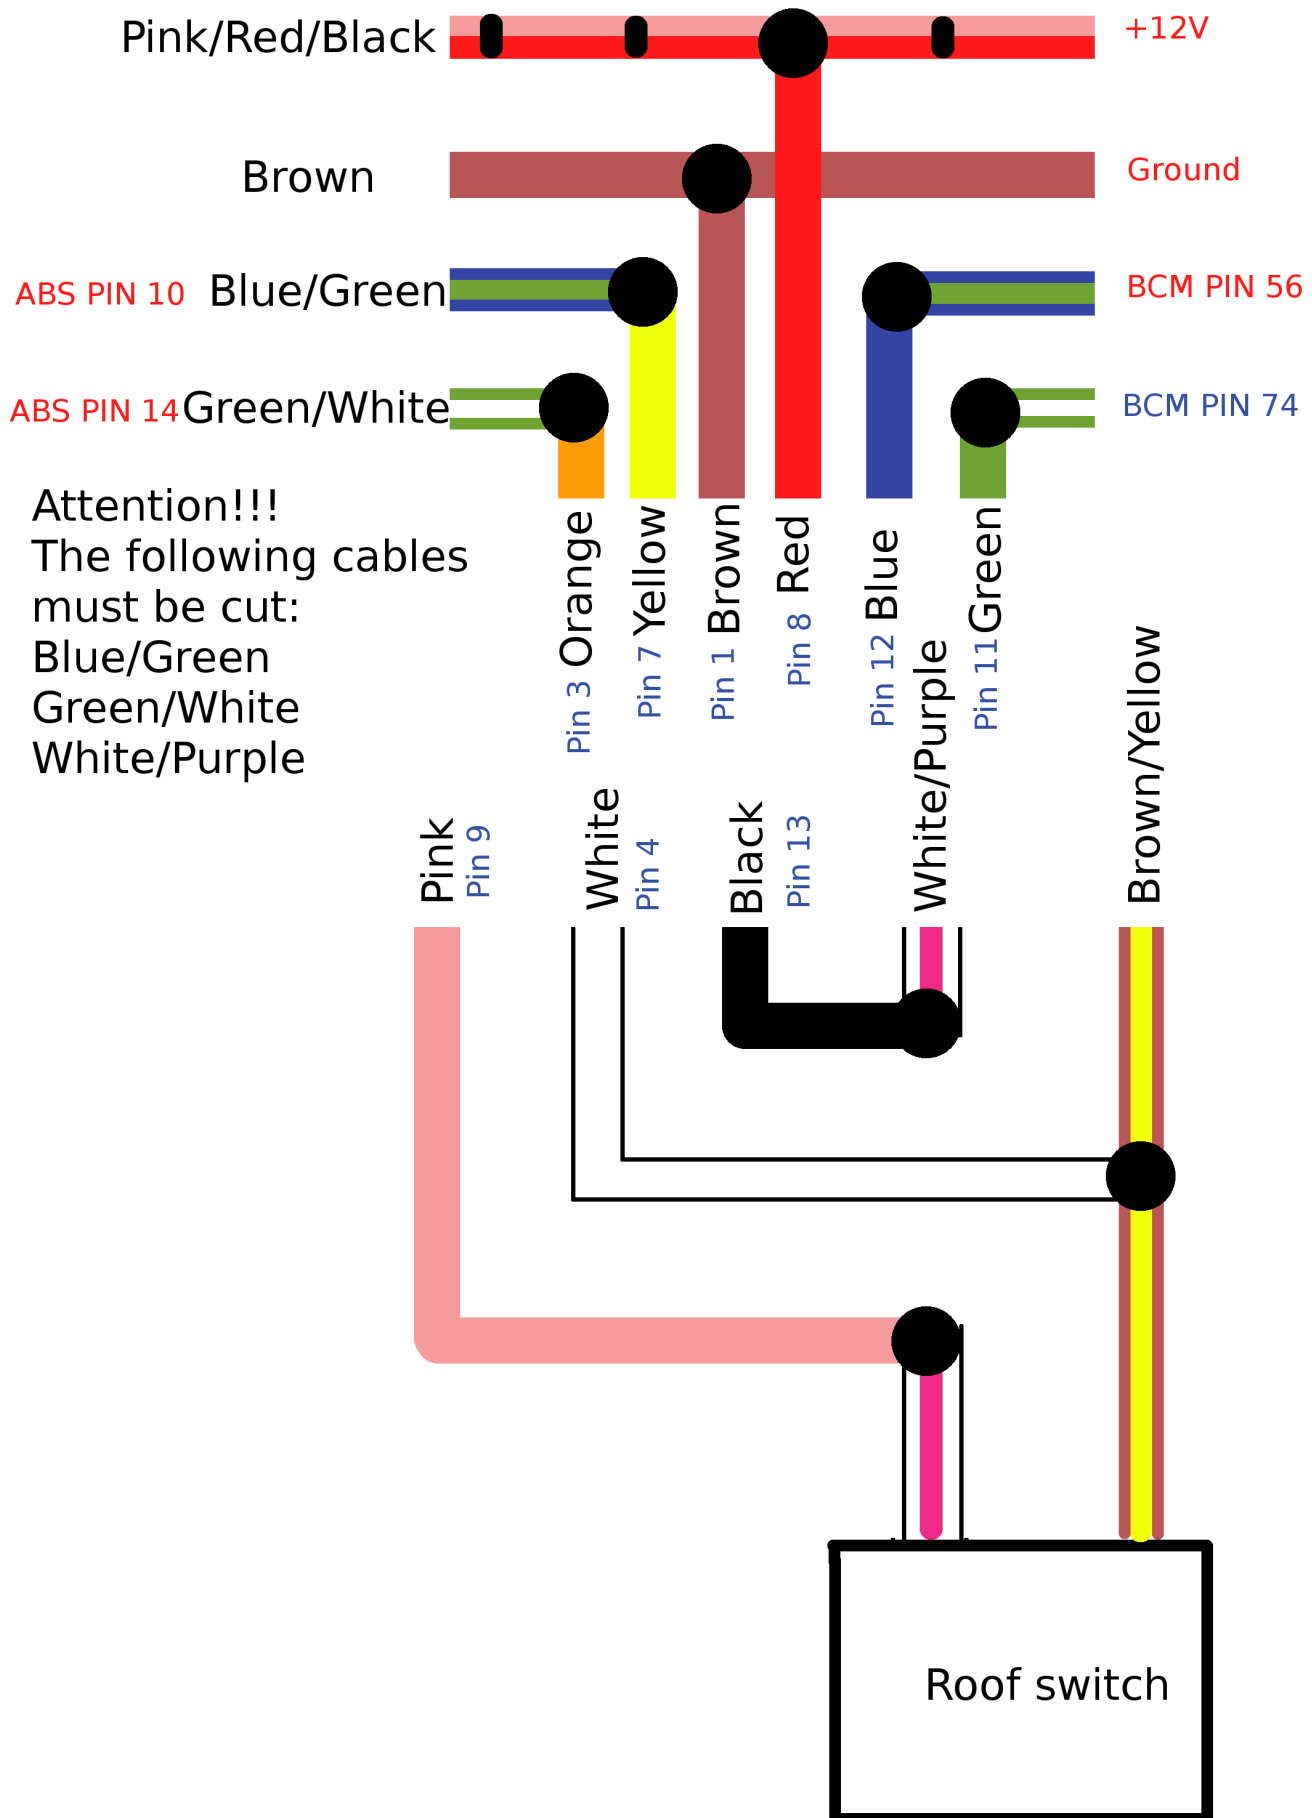 Pink/Red/Black
+12V
Brown
Ground
ABS PIN 10
Blue/Green
BCM PIN 56
ABS PIN 14
Green/White
BCM PIN 74
Attention!!!
The following cables
must be cut:
Blue/Green
Green/White
White/Purple
Pin 3 Orange
Pin 7 Yellow
Pin 1 Brown
Pin 8 Red
Pin 12 Blue
Pin 11 Green
Pink
Pin 9
White
Pin 4
Black
Pin 13
White/Purple
Brown/Yellow
Roof switch